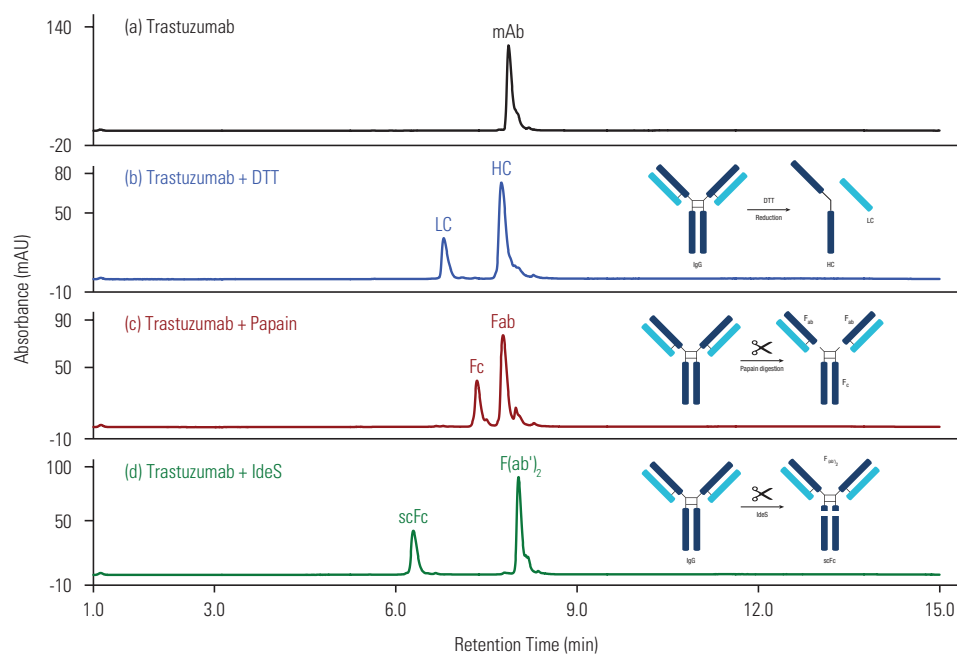 Absorbance (mAU)
140
-20
(a) Trastuzumab
mAb
80
50
-10
(b) Trastuzumab + DTT
LC
HC
IgG
DTT
Reduction
HC
LC
90
50
-10
(c) Trastuzumab + Papain
Fc
Fab
Papain digestion
Fab
Fab
Fc
100
50
-10
(d) Trastuzumab + IdeS
scFc
F(ab')2
IgG
IdeS
F(ab')2
scFc
1.0 3.0 6.0 9.0 12.0 15.0
Retention Time (min)